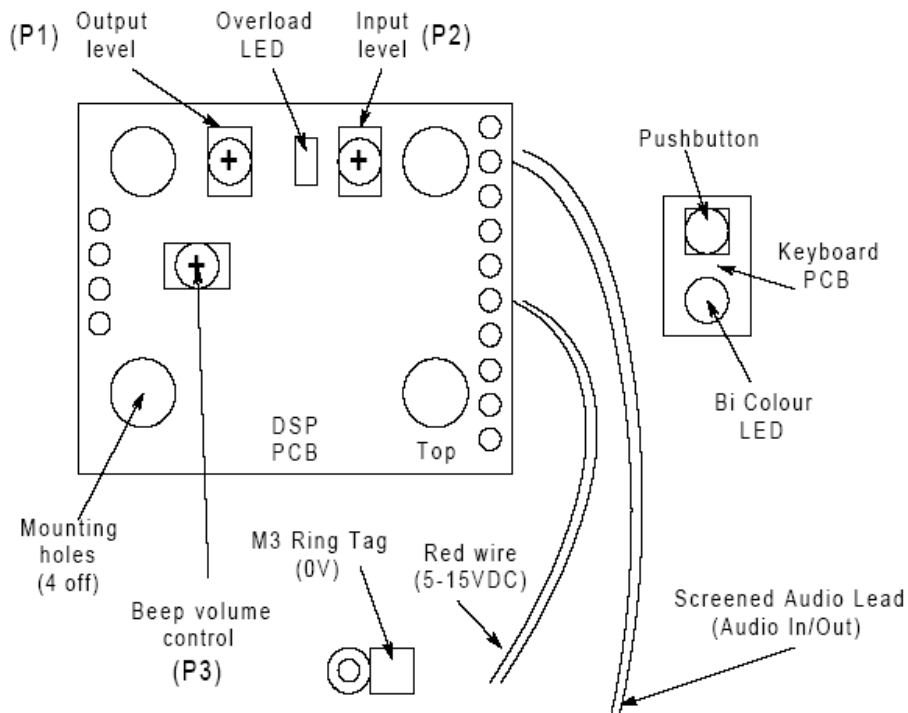 (P1)
Output
level
Overload
LED
Input
level
(P2)
Pushbutton
Keyboard
PCB
Bi Colour
LED
DSP
PCB
Top
Mounting
holes
(4 off)
Beep volume
control
(P3)
M3 Ring Tag
(0V)
Red wire
(5-15VDC)
Screened Audio Lead
(Audio In/Out)